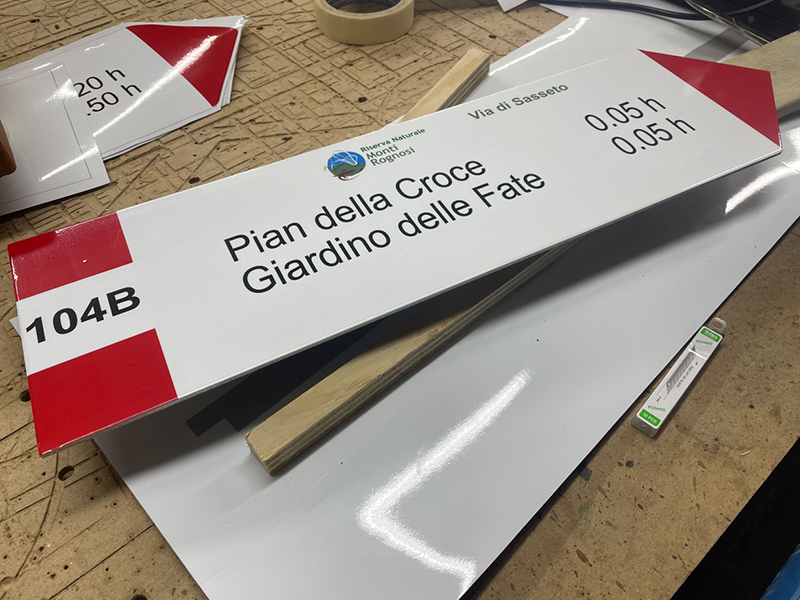 20 h
.50 h
Riserva Naturale
Monti
Rognosi
Via di Sasseto
0.05 h
0.05 h
Pian della Croce
Giardino delle Fate
104B